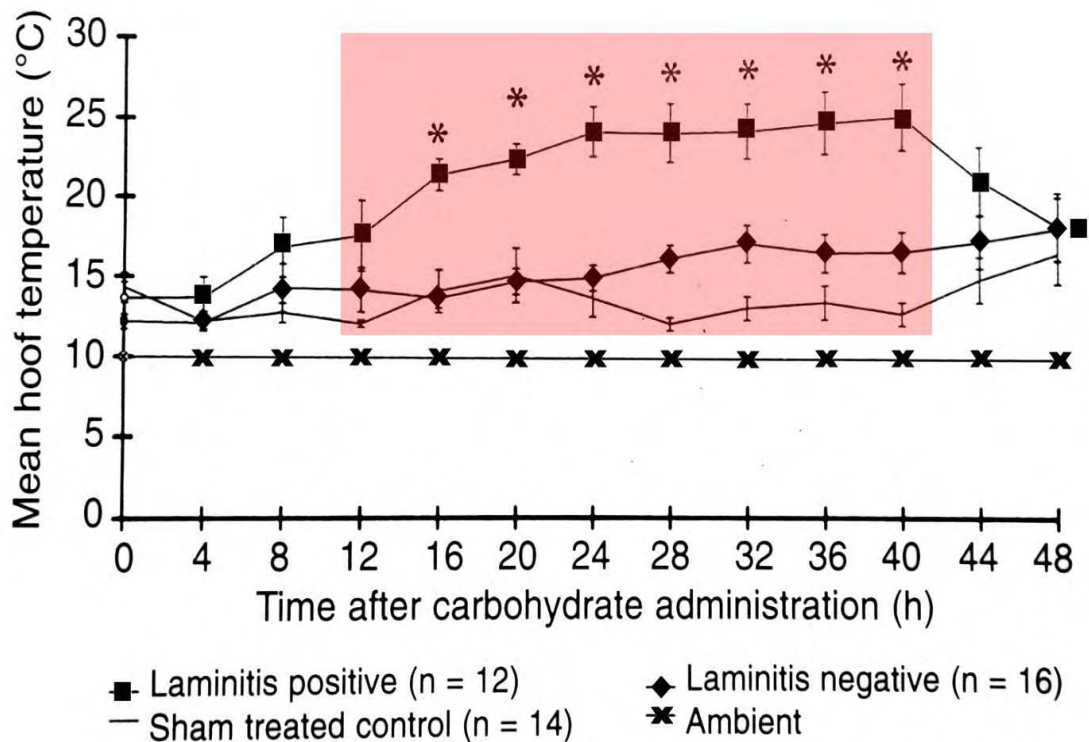 Mean hoof temperature (°C)
30
25
20
15
10
5
0
* * * * * * *
0 4 8 12 16 20 24 28 32 36 40 44 48
Time after carbohydrate administration (h)
Laminitis positive (n = 12)
Laminitis negative (n = 16)
Sham treated control (n = 14)
Ambient